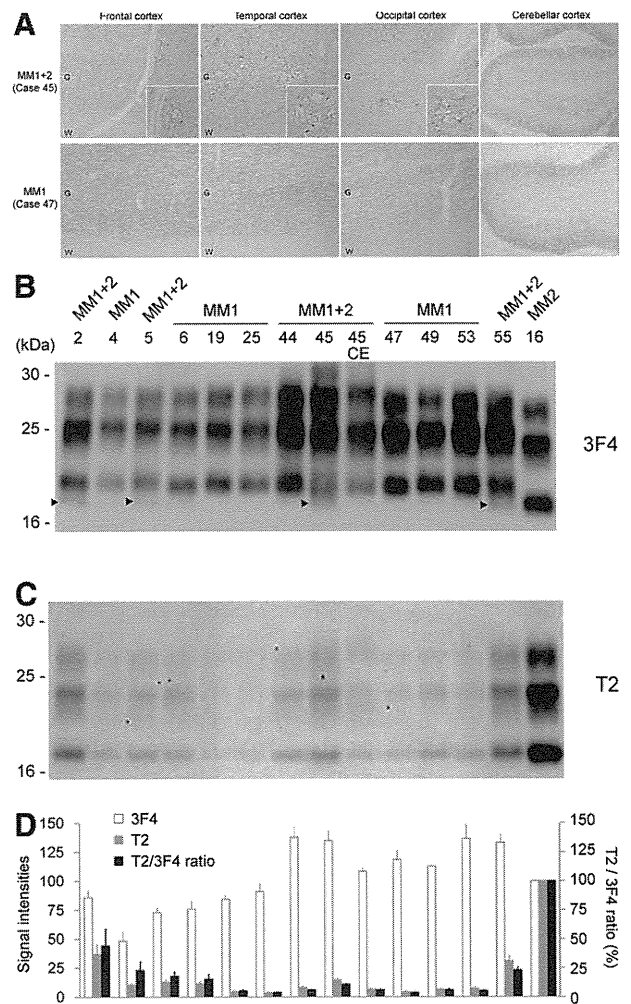 A
Frontal cortex Temporal cortex Occipital cortex Cerebellar cortex
MM1+2
(Case 45)
G G G
W W W
MM1
(Case 47)
G G G
W W W
B
MM1+2 MM1 MM1+2 MM1 MM1+2 MM1 MM1+2 MM2
(kDa) 2 4 5 6 19 25 44 45 45 47 49 53 55 16
CE
30 -
25 -
16 -
3F4
C
30 -
25 -
16 -
T2
D
3F4
T2
T2/3F4 ratio
Signal intensities
150
125
100
75
50
25
0
150
125
100
75
50
25
0
T2 / 3F4 ratio (%)